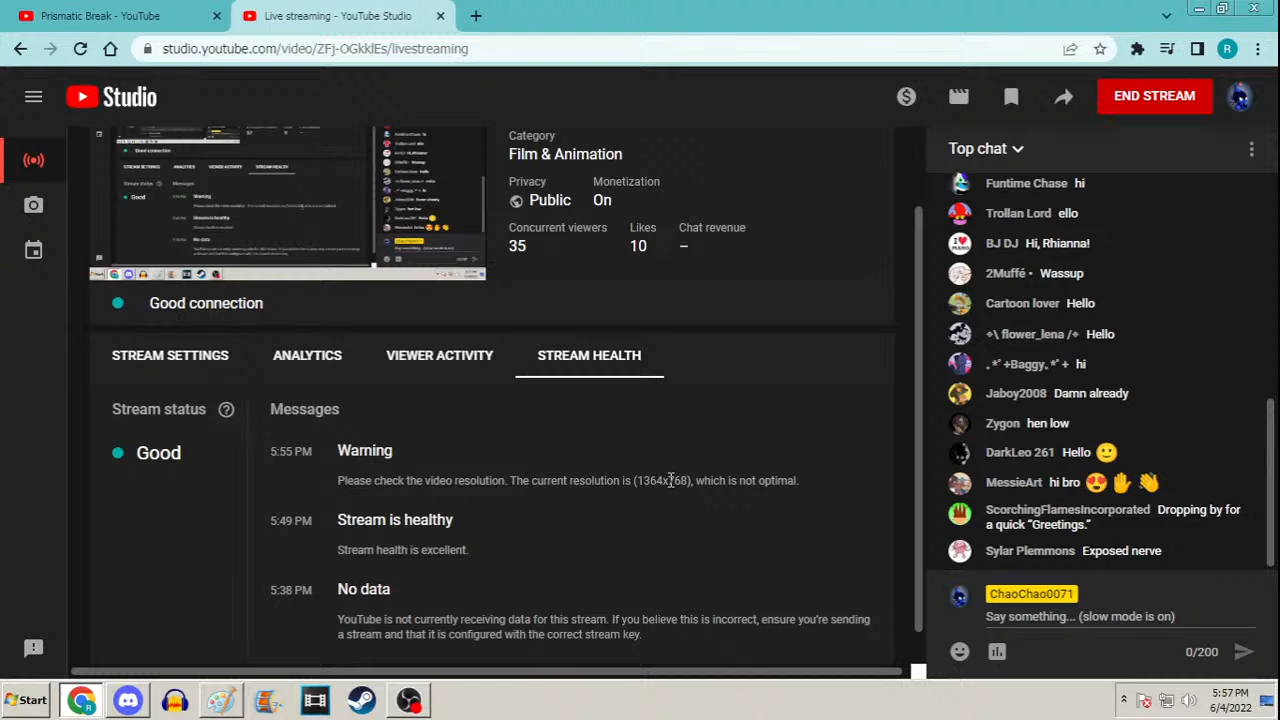 Prismatic Break - YouTube
Live streaming - YouTube Studio
studio.youtube.com/video/ZFj-OGkklEs/livestreaming
R
Studio
END STREAM
Category
Film & Animation
Privacy
Monetization
Public
On
Concurrent viewers
Likes
Chat revenue
35
10
–
Good connection
STREAM SETTINGS
ANALYTICS
VIEWER ACTIVITY
STREAM HEALTH
Stream status
Messages
Good
5:55 PM
Warning
Please check the video resolution. The current resolution is (1364x768), which is not optimal.
5:49 PM
Stream is healthy
Stream health is excellent.
5:38 PM
No data
YouTube is not currently receiving data for this stream. If you believe this is incorrect, ensure you're sending
a stream and that it is configured with the correct stream key.
Top chat
Funtime Chase hi
Trollan Lord ello
BJ DJ Hi, Rhianna!
2Muffé • Wassup
Cartoon lover Hello
⋄\ flower_lena /⋄ Hello
｡*ﾟ+Baggy｡*ﾟ+ hi
Jaboy2008 Damn already
Zygon hen low
DarkLeo 261 Hello 🙂
MessieArt hi bro 😍✋👋
ScorchingFlamesIncorporated Dropping by for
a quick “Greetings.”
Sylar Plemmons Exposed nerve
ChaoChao0071
Say something... (slow mode is on)
0/200
Start
5:57 PM
6/4/2022